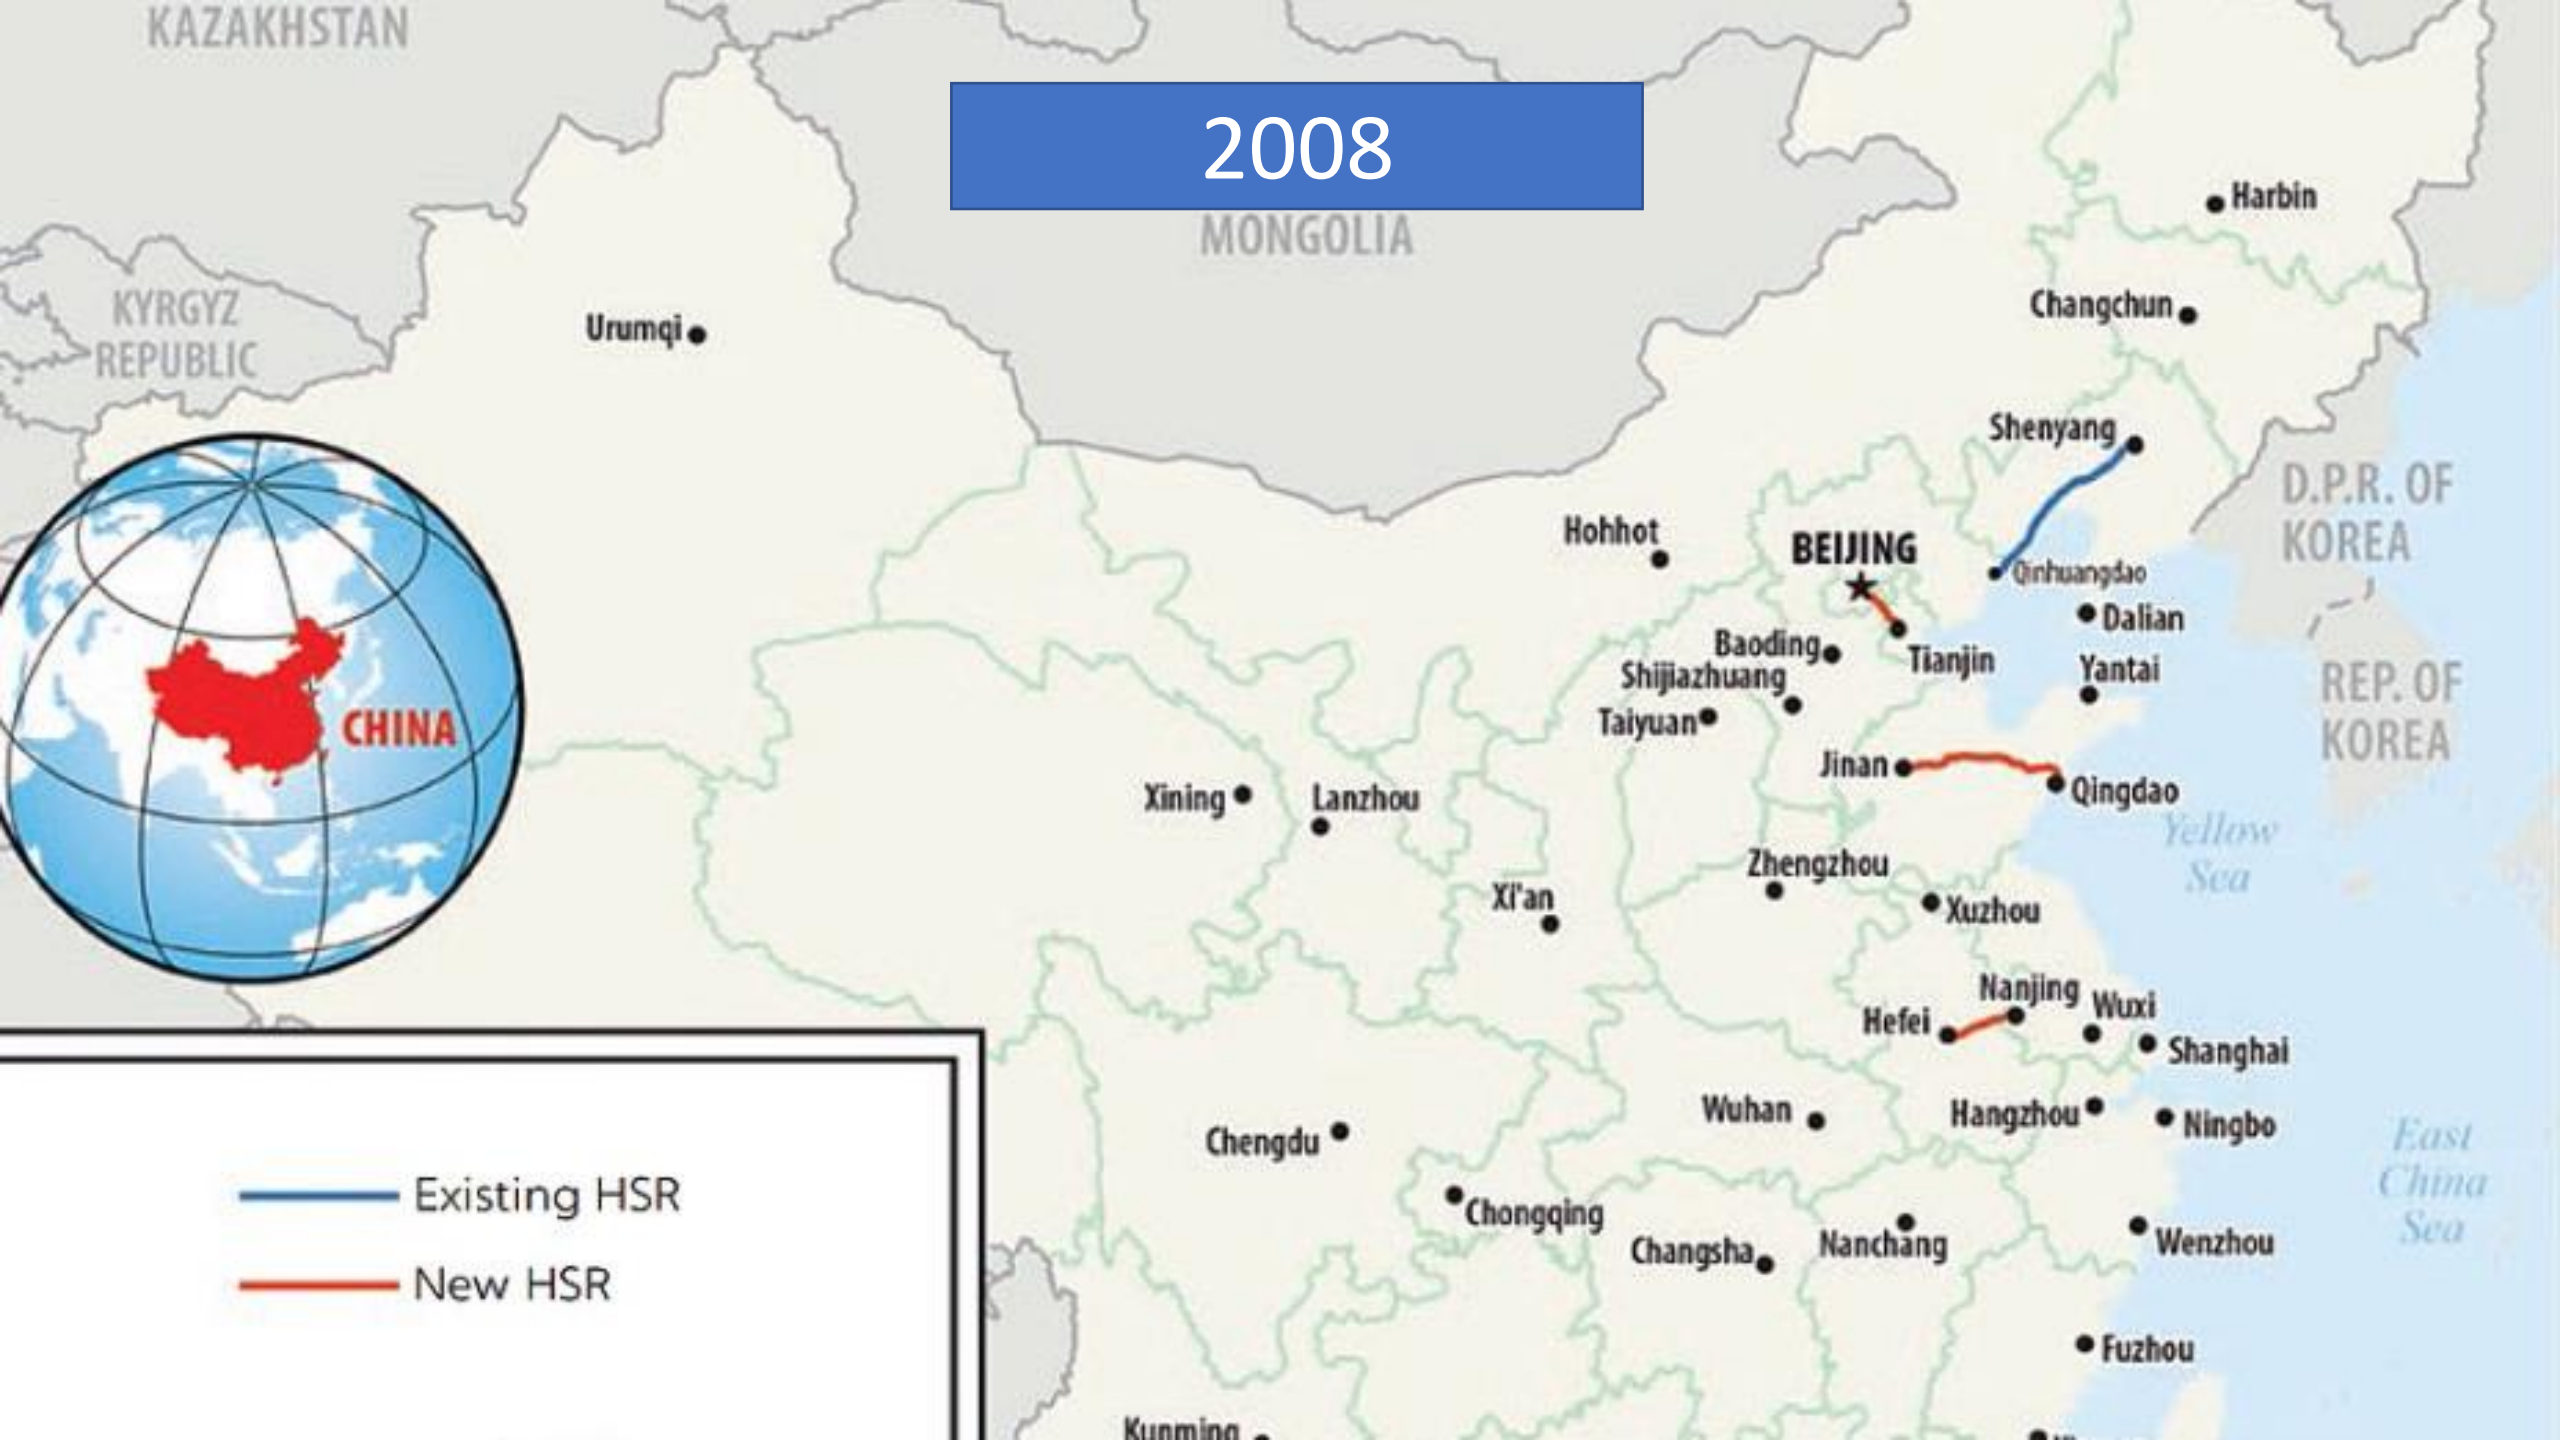 KAZAKHSTAN
2008
MONGOLIA
Harbin
KYRGYZ
REPUBLIC
Urumqi
Changchun
Shenyang
D.P.R. OF
KOREA
Hohhot
BEIJING
Qinhuangdao
Dalian
Baoding
Tianjin
Yantai
Shijiazhuang
Taiyuan
REP. OF
KOREA
CHINA
Jinan
Qingdao
Xining
Lanzhou
Yellow
Sea
Zhengzhou
Xi'an
Xuzhou
Nanjing
Wuxi
Hefei
Shanghai
Wuhan
Hangzhou
Ningbo
Chengdu
East
China
Sea
Existing HSR
Chongqing
Changsha
Nanchang
Wenzhou
New HSR
Fuzhou
Kunming